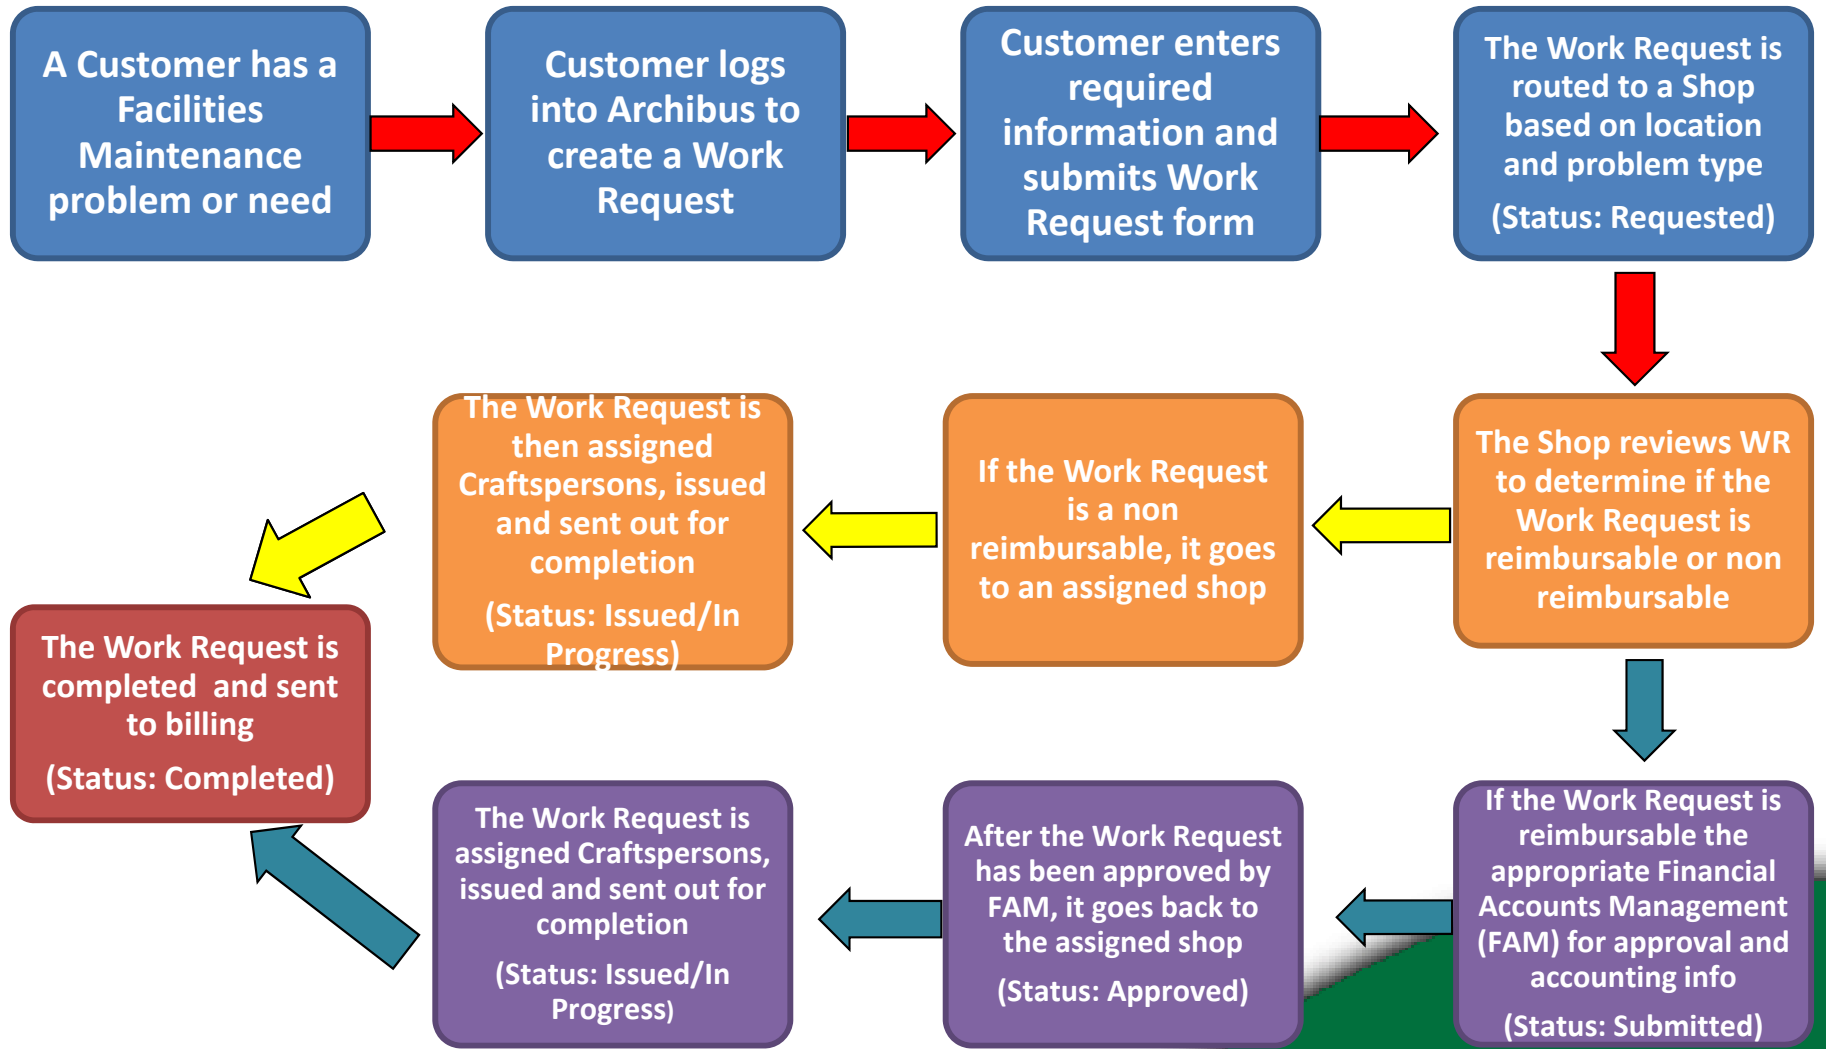 A Customer has a
Facilities
Maintenance
problem or need
Customer logs
into Archibus to
create a Work
Request
Customer enters
required
information and
submits Work
Request form
The Work Request is
routed to a Shop
based on location
and problem type
(Status: Requested)
The Shop reviews WR
to determine if the
Work Request is
reimbursable or non
reimbursable
If the Work Request
is a non
reimbursable, it goes
to an assigned shop
The Work Request is
then assigned
Craftspersons, issued
and sent out for
completion
(Status: Issued/In
Progress)
If the Work Request is
reimbursable the
appropriate Financial
Accounts Management
(FAM) for approval and
accounting info
(Status: Submitted)
After the Work Request
has been approved by
FAM, it goes back to
the assigned shop
(Status: Approved)
The Work Request is
assigned Craftspersons,
issued and sent out for
completion
(Status: Issued/In
Progress)
The Work Request is
completed  and sent
to billing
(Status: Completed)